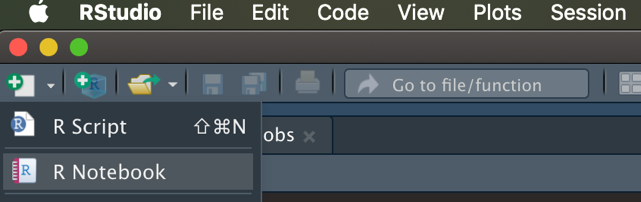 RStudio File Edit Code View Plots Session
Go to file/function
R Script ⇧⌘N
obs
R Notebook